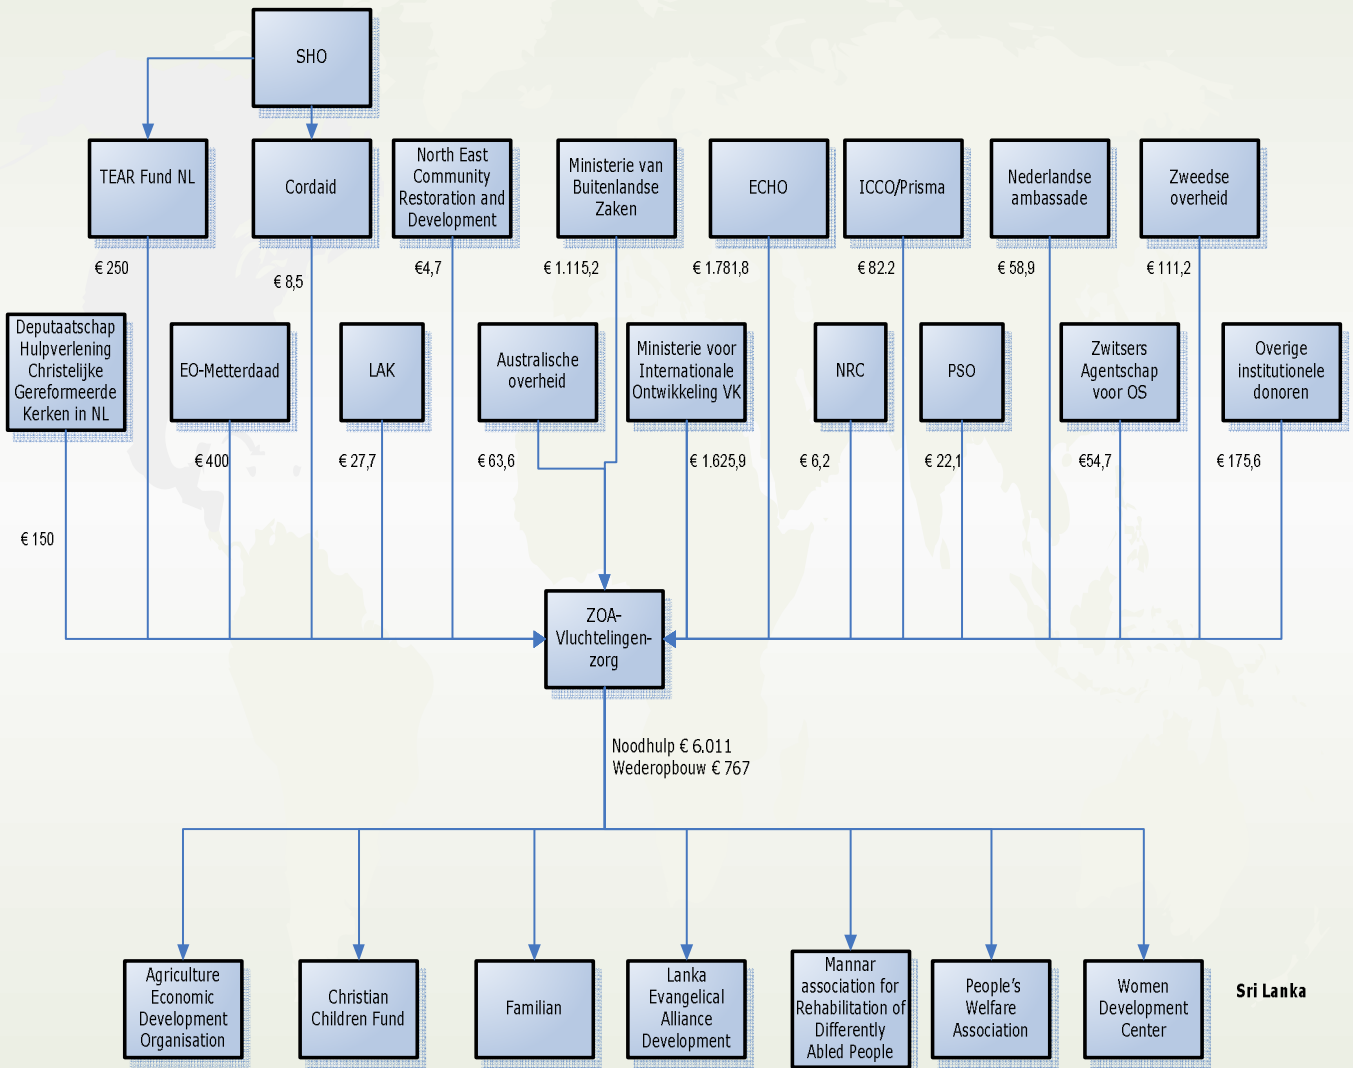 SHO
TEAR Fund NL
Cordaid
North East
Community
Restoration and
Development
Ministerie van
Buitenlandse
Zaken
ECHO
ICCO/Prisma
Nederlandse
ambassade
Zweedse
overheid
€ 250
€ 8,5
€4,7
€ 1.115,2
€ 1.781,8
€ 82.2
€ 58,9
€ 111,2
Deputaatschap
Hulpverlening
Christelijke
Gereformeerde
Kerken in NL
EO-Metterdaad
LAK
Australische
overheid
Ministerie voor
Internationale
Ontwikkeling VK
NRC
PSO
Zwitsers
Agentschap
voor OS
Overige
institutionele
donoren
€ 150
€ 400
€ 27,7
€ 63,6
€ 1.625,9
€ 6,2
€ 22,1
€54,7
€ 175,6
ZOA-
Vluchtelingen-
zorg
Noodhulp € 6.011
Wederopbouw € 767
Agriculture
Economic
Development
Organisation
Christian
Children Fund
Familian
Lanka
Evangelical
Alliance
Development
Mannar
association for
Rehabilitation of
Differently
Abled People
People's
Welfare
Association
Women
Development
Center
Sri Lanka